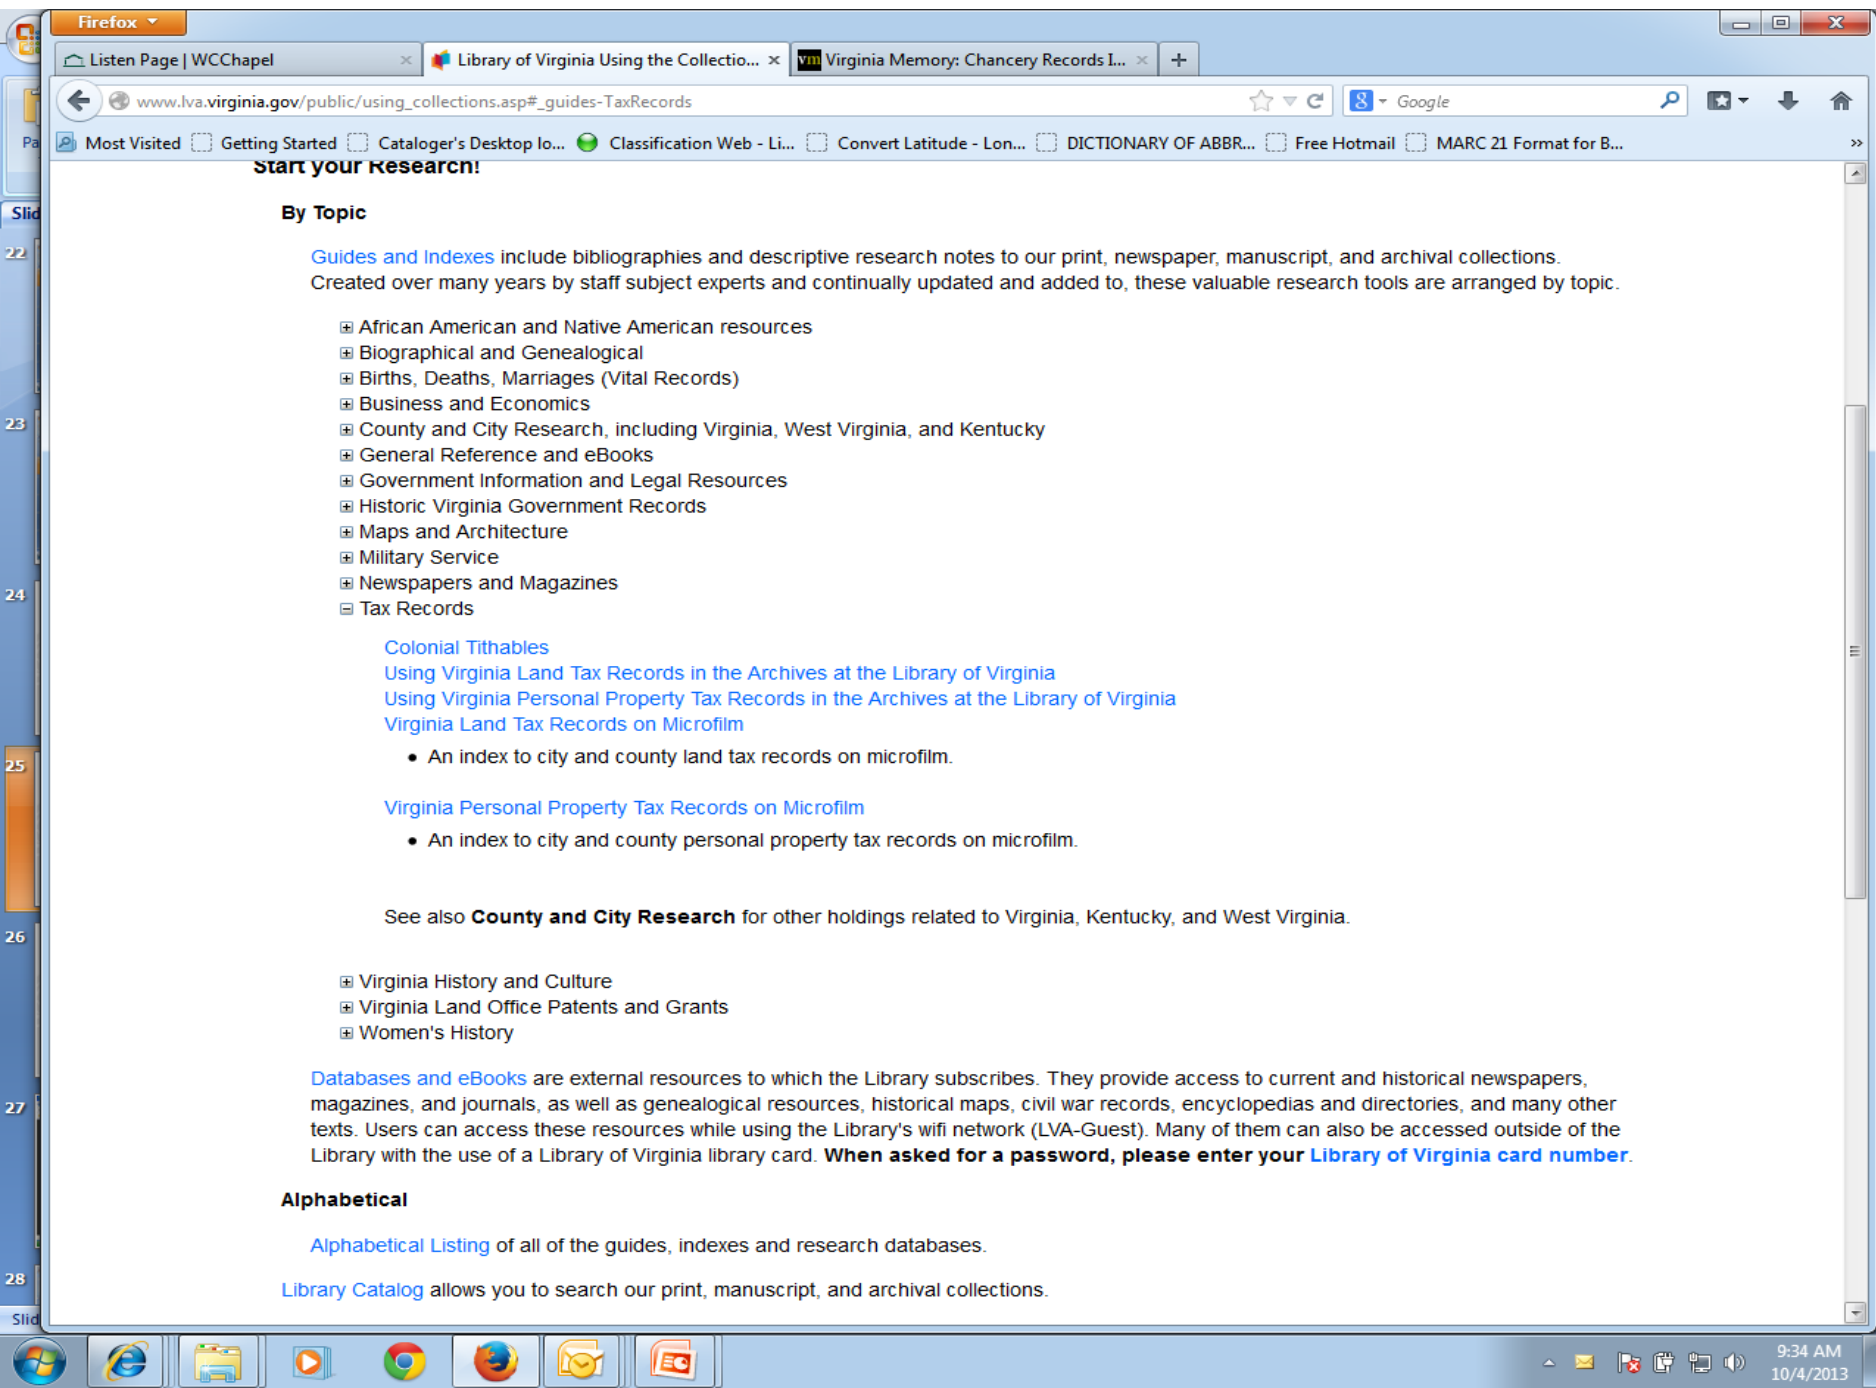 Firefox
Listen Page | WCChapel
Library of Virginia Using the Collectio...
vm Virginia Memory: Chancery Records I...
www.lva.virginia.gov/public/using_collections.asp#_guides-TaxRecords
8 Google
Pa
Most Visited Getting Started Cataloger's Desktop lo... Classification Web - Li... Convert Latitude - Lon... DICTIONARY OF ABBR... Free Hotmail MARC 21 Format for B... »
Start your Research!
Slid
By Topic
22
Guides and Indexes include bibliographies and descriptive research notes to our print, newspaper, manuscript, and archival collections.
Created over many years by staff subject experts and continually updated and added to, these valuable research tools are arranged by topic.
African American and Native American resources
Biographical and Genealogical
Births, Deaths, Marriages (Vital Records)
Business and Economics
23
County and City Research, including Virginia, West Virginia, and Kentucky
General Reference and eBooks
Government Information and Legal Resources
Historic Virginia Government Records
Maps and Architecture
Military Service
Newspapers and Magazines
24
Tax Records
Colonial Tithables
Using Virginia Land Tax Records in the Archives at the Library of Virginia
Using Virginia Personal Property Tax Records in the Archives at the Library of Virginia
Virginia Land Tax Records on Microfilm
• An index to city and county land tax records on microfilm.
25
Virginia Personal Property Tax Records on Microfilm
• An index to city and county personal property tax records on microfilm.
See also County and City Research for other holdings related to Virginia, Kentucky, and West Virginia.
26
Virginia History and Culture
Virginia Land Office Patents and Grants
Women's History
Databases and eBooks are external resources to which the Library subscribes. They provide access to current and historical newspapers,
magazines, and journals, as well as genealogical resources, historical maps, civil war records, encyclopedias and directories, and many other
27
texts. Users can access these resources while using the Library's wifi network (LVA-Guest). Many of them can also be accessed outside of the
Library with the use of a Library of Virginia library card. When asked for a password, please enter your Library of Virginia card number.
Alphabetical
Alphabetical Listing of all of the guides, indexes and research databases.
28
Library Catalog allows you to search our print, manuscript, and archival collections.
Slid
9:34 AM
10/4/2013